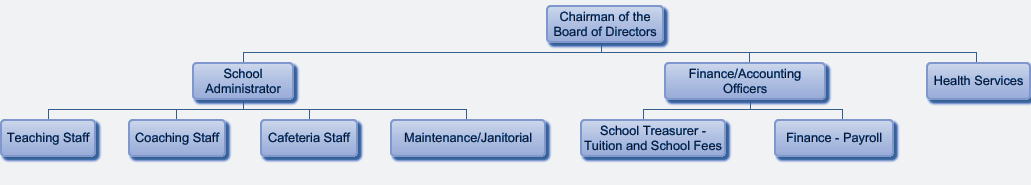 Chairman of the
Board of Directors
School
Administrator
Finance/Accounting
Officers
Health Services
Teaching Staff
Coaching Staff
Cafeteria Staff
Maintenance/Janitorial
School Treasurer -
Tuition and School Fees
Finance - Payroll